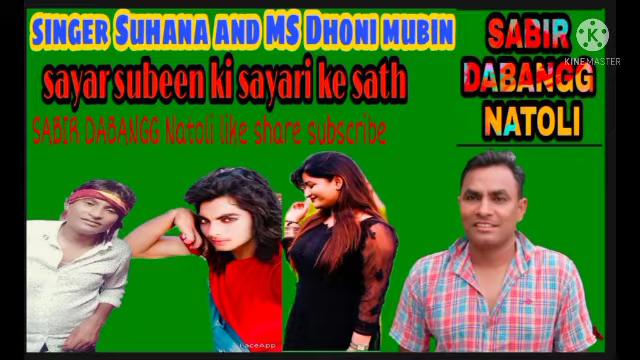 SINGER SUHANA AND MS DHONI MUBIN
sayar subeen ki sayari ke sath
SABIR DABANGG Natoli like share subscribe
SABIR
DABANGG
NATOLI
KINEMASTER
FaceApp